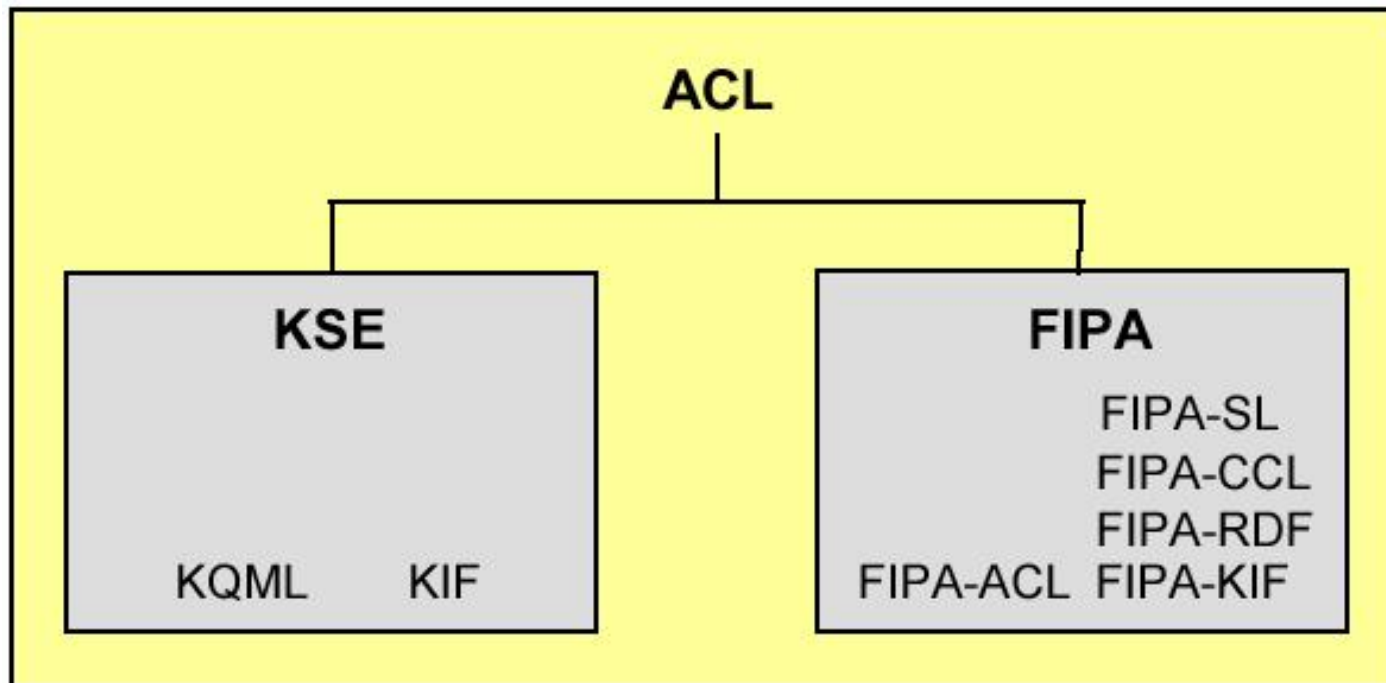 ACL
KSE
KQML KIF
FIPA
FIPA-SL
FIPA-CCL
FIPA-RDF
FIPA-ACL FIPA-KIF